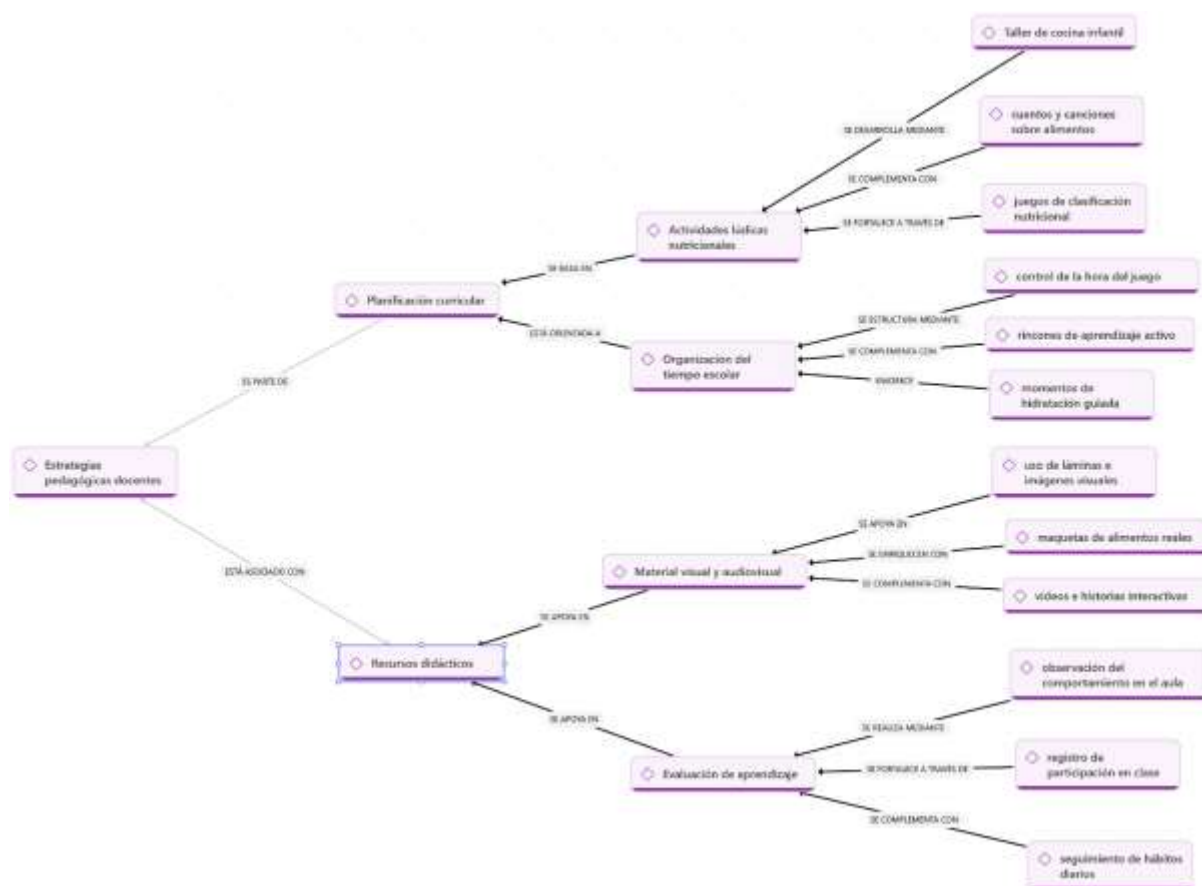 Taller de cocina infantil
SE DESARROLLA MEDIANTE
cuentos y canciones
sobre alimentos
SE COMPLEMENTA CON
juegos de clasificación
nutricional
SE FORTALECE A TRAVÉS DE
Actividades lúdicas
nutricionales
SE BASA EN
Planificación curricular
ESTÁ ORIENTADA A
control de la hora del juego
SE ESTRUCTURA MEDIANTE
rincones de aprendizaje activo
SE COMPLEMENTA CON
Organización del
tiempo escolar
momentos de
hidratación guiada
ES PARTE DE
Estrategias
pedagógicas docentes
ESTÁ ASOCIADO CON
uso de láminas e
imágenes visuales
SE APOYA EN
maquetas de alimentos reales
SE ENRIQUECEN CON
Material visual y audiovisual
SE COMPLEMENTA CON
videos e historias interactivas
SE APOYA EN
Recursos didácticos
SE APOYA EN
observación del
comportamiento en el aula
SE REALIZA MEDIANTE
registro de
participación en clase
SE FORTALECE A TRAVÉS DE
Evaluación de aprendizaje
SE COMPLEMENTA CON
seguimiento de hábitos
diarios